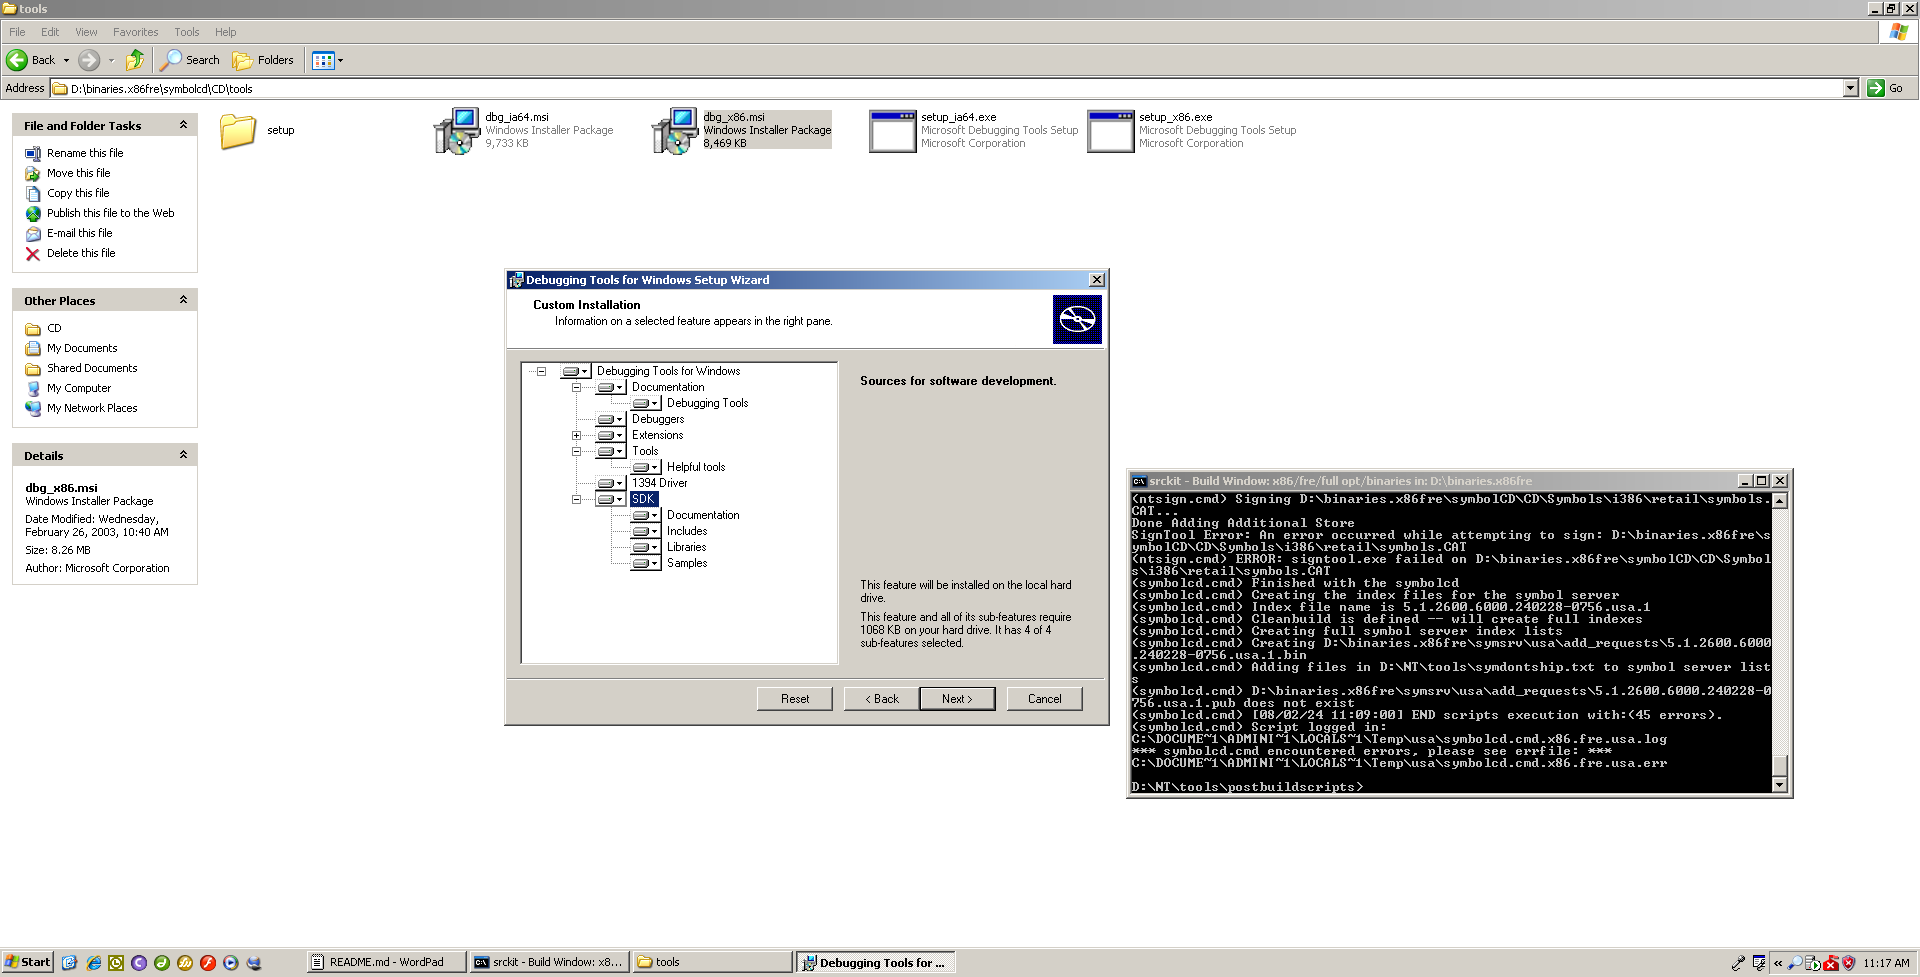 tools
File Edit View Favorites Tools Help
Back Search Folders
Address D:\binaries.x86fre\symbolcd\CD\tools Go
File and Folder Tasks
Rename this file
Move this file
Copy this file
Publish this file to the Web
E-mail this file
Delete this file
Other Places
CD
My Documents
Shared Documents
My Computer
My Network Places
Details
dbg_x86.msi
Windows Installer Package
Date Modified: Wednesday,
February 26, 2003, 10:40 AM
Size: 8.26 MB
Author: Microsoft Corporation
setup
dbg_ia64.msi
Windows Installer Package
9,733 KB
dbg_x86.msi
Windows Installer Package
8,469 KB
setup_ia64.exe
Microsoft Debugging Tools Setup
Microsoft Corporation
setup_x86.exe
Microsoft Debugging Tools Setup
Microsoft Corporation
Debugging Tools for Windows Setup Wizard
Custom Installation
Information on a selected feature appears in the right pane.
Debugging Tools for Windows
Documentation
Debugging Tools
Debuggers
Extensions
Tools
Helpful tools
1394 Driver
SDK
Documentation
Includes
Libraries
Samples
Sources for software development.
This feature will be installed on the local hard
drive.
This feature and all of its sub-features require
1068 KB on your hard drive. It has 4 of 4
sub-features selected.
Reset < Back Next > Cancel
srckit - Build Window: x86/fre/full opt/binaries in: D:\binaries.x86fre
(ntsign.cmd) Signing D:\binaries.x86fre\symbolCD\CD\Symbols\i386\retail\symbols.
CAT...
Done Adding Additional Store
SignTool Error: An error occurred while attempting to sign: D:\binaries.x86fre\s
ymbolCD\CD\Symbols\i386\retail\symbols.CAT
(ntsign.cmd) ERROR: signtool.exe failed on D:\binaries.x86fre\symbolCD\CD\Symbol
s\i386\retail\symbols.CAT
(symbolcd.cmd) Finished with the symbolcd
(symbolcd.cmd) Creating the index files for the symbol server
(symbolcd.cmd) Index file name is 5.1.2600.6000.240228-0756.usa.1
(symbolcd.cmd) Cleanbuild is defined -- will create full indexes
(symbolcd.cmd) Creating full symbol server index lists
(symbolcd.cmd) Creating D:\binaries.x86fre\symsrv\usa\add_requests\5.1.2600.6000
.240228-0756.usa.1.bin
(symbolcd.cmd) Adding files in D:\NT\tools\symdontship.txt to symbol server list
s
(symbolcd.cmd) D:\binaries.x86fre\symsrv\usa\add_requests\5.1.2600.6000.240228-0
756.usa.1.pub does not exist
(symbolcd.cmd) [08/02/24 11:09:00] END scripts execution with:(45 errors).
(symbolcd.cmd) Script logged in:
C:\DOCUME~1\ADMINI~1\LOCALS~1\Temp\usa\symbolcd.cmd.x86.fre.usa.log
*** symbolcd.cmd encountered errors, please see errfile: ***
C:\DOCUME~1\ADMINI~1\LOCALS~1\Temp\usa\symbolcd.cmd.x86.fre.usa.err
D:\NT\tools\postbuildscripts>
Start README.md - WordPad srckit - Build Window: x8... tools Debugging Tools for ... 11:17 AM